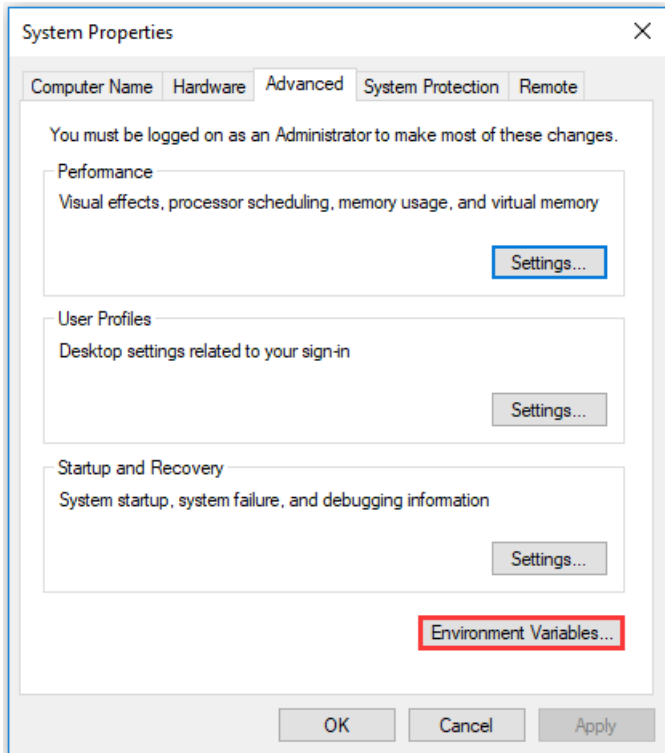 System Properties
Computer Name Hardware Advanced System Protection Remote
You must be logged on as an Administrator to make most of these changes.
Performance
Visual effects, processor scheduling, memory usage, and virtual memory
Settings...
User Profiles
Desktop settings related to your sign-in
Settings...
Startup and Recovery
System startup, system failure, and debugging information
Settings...
Environment Variables...
OK Cancel Apply